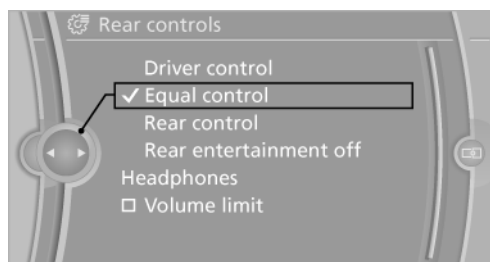 Rear controls
Driver control
✓ Equal control
Rear control
Rear entertainment off
Headphones
☐ Volume limit